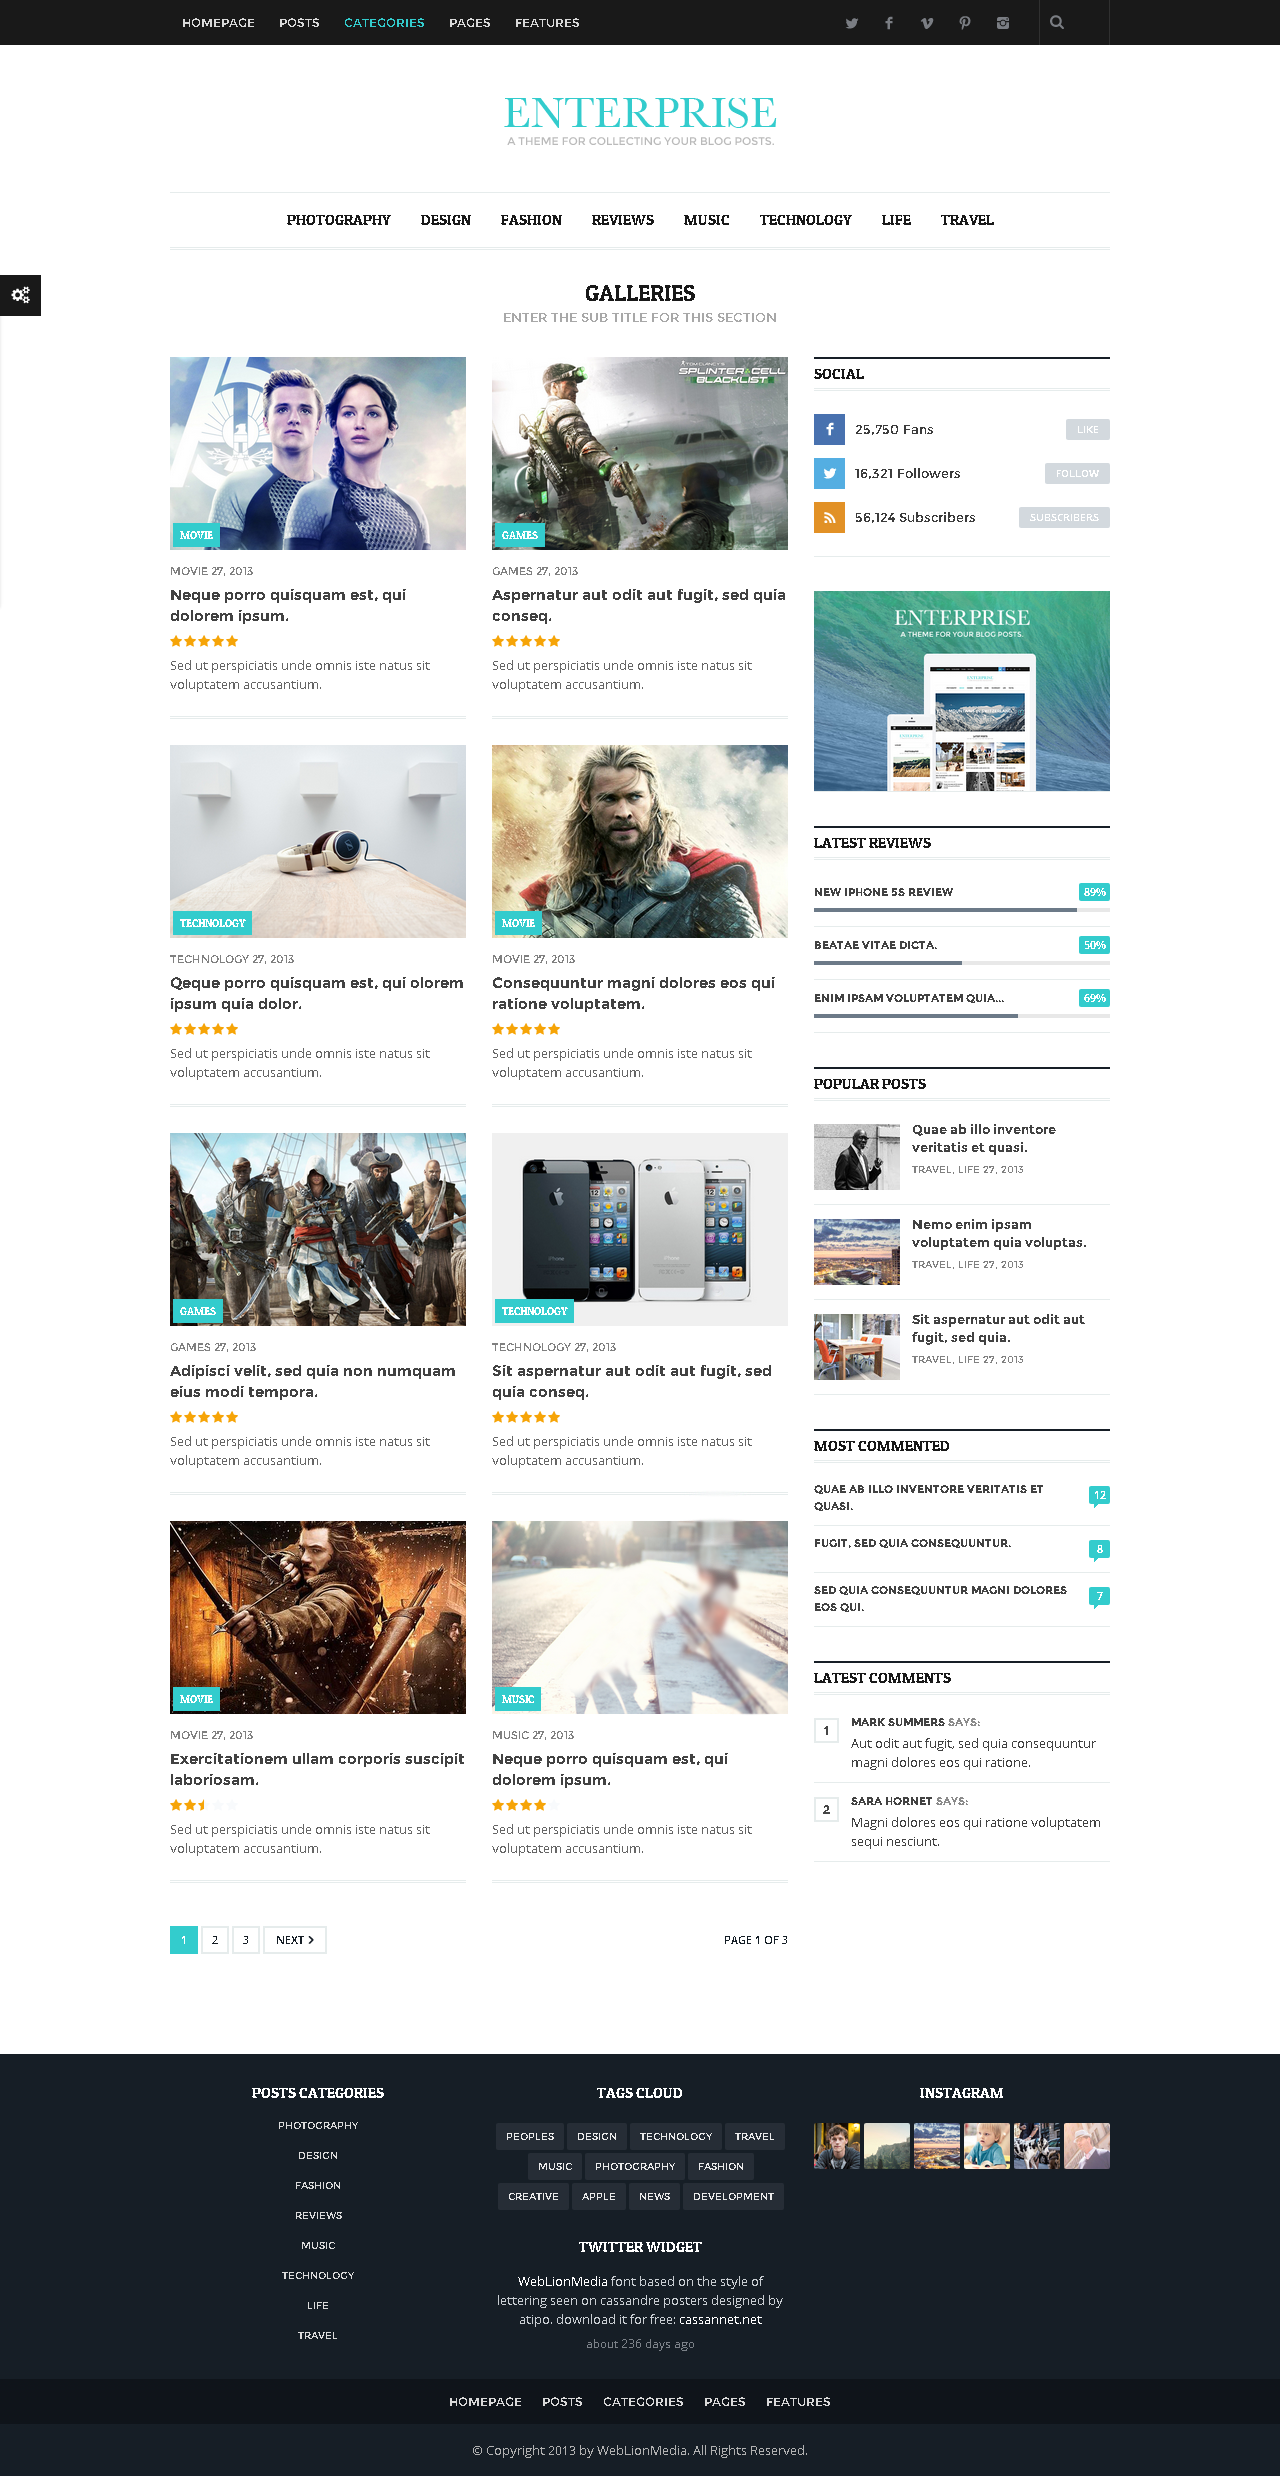 HOMEPAGE POSTS CATEGORIES PAGES FEATURES
ENTERPRISE
A THEME FOR COLLECTING YOUR BLOG POSTS.
PHOTOGRAPHY DESIGN FASHION REVIEWS MUSIC TECHNOLOGY LIFE TRAVEL
GALLERIES
ENTER THE SUB TITLE FOR THIS SECTION
75
MOVIE
MOVIE 27, 2013
Neque porro quisquam est, qui
dolorem ipsum.
Sed ut perspiciatis unde omnis iste natus sit
voluptatem accusantium.
TOM CLANCY'S
SPLINTER CELL
BLACKLIST
GAMES
GAMES 27, 2013
Aspernatur aut odit aut fugit, sed quia
conseq.
Sed ut perspiciatis unde omnis iste natus sit
voluptatem accusantium.
TECHNOLOGY
TECHNOLOGY 27, 2013
Qeque porro quisquam est, qui olorem
ipsum quia dolor.
Sed ut perspiciatis unde omnis iste natus sit
voluptatem accusantium.
MOVIE
MOVIE 27, 2013
Consequuntur magni dolores eos qui
ratione voluptatem.
Sed ut perspiciatis unde omnis iste natus sit
voluptatem accusantium.
GAMES
GAMES 27, 2013
Adipisci velit, sed quia non numquam
eius modi tempora.
Sed ut perspiciatis unde omnis iste natus sit
voluptatem accusantium.
iPhone
TECHNOLOGY
TECHNOLOGY 27, 2013
Sit aspernatur aut odit aut fugit, sed
quia conseq.
Sed ut perspiciatis unde omnis iste natus sit
voluptatem accusantium.
MOVIE
MOVIE 27, 2013
Exercitationem ullam corporis suscipit
laboriosam.
Sed ut perspiciatis unde omnis iste natus sit
voluptatem accusantium.
MUSIC
MUSIC 27, 2013
Neque porro quisquam est, qui
dolorem ipsum.
Sed ut perspiciatis unde omnis iste natus sit
voluptatem accusantium.
1 2 3 NEXT
PAGE 1 OF 3
SOCIAL
25,750 Fans LIKE
16,321 Followers FOLLOW
56,124 Subscribers SUBSCRIBERS
ENTERPRISE
A THEME FOR YOUR BLOG POSTS.
ENTERPRISE
LATEST REVIEWS
NEW IPHONE 5S REVIEW 89%
BEATAE VITAE DICTA. 50%
ENIM IPSAM VOLUPTATEM QUIA... 69%
POPULAR POSTS
Quae ab illo inventore
veritatis et quasi.
TRAVEL, LIFE 27, 2013
Nemo enim ipsam
voluptatem quia voluptas.
TRAVEL, LIFE 27, 2013
Sit aspernatur aut odit aut
fugit, sed quia.
TRAVEL, LIFE 27, 2013
MOST COMMENTED
QUAE AB ILLO INVENTORE VERITATIS ET
QUASI.
12
FUGIT, SED QUIA CONSEQUUNTUR.
8
SED QUIA CONSEQUUNTUR MAGNI DOLORES
EOS QUI.
7
LATEST COMMENTS
1 MARK SUMMERS SAYS:
Aut odit aut fugit, sed quia consequuntur
magni dolores eos qui ratione.
2 SARA HORNET SAYS:
Magni dolores eos qui ratione voluptatem
sequi nesciunt.
POSTS CATEGORIES
PHOTOGRAPHY
DESIGN
FASHION
REVIEWS
MUSIC
TECHNOLOGY
LIFE
TRAVEL
TAGS CLOUD
PEOPLES DESIGN TECHNOLOGY TRAVEL
MUSIC PHOTOGRAPHY FASHION
CREATIVE APPLE NEWS DEVELOPMENT
TWITTER WIDGET
WebLionMedia font based on the style of
lettering seen on cassandre posters designed by
atipo. download it for free: cassannet.net
about 236 days ago
INSTAGRAM
HOMEPAGE POSTS CATEGORIES PAGES FEATURES
© Copyright 2013 by WebLionMedia. All Rights Reserved.